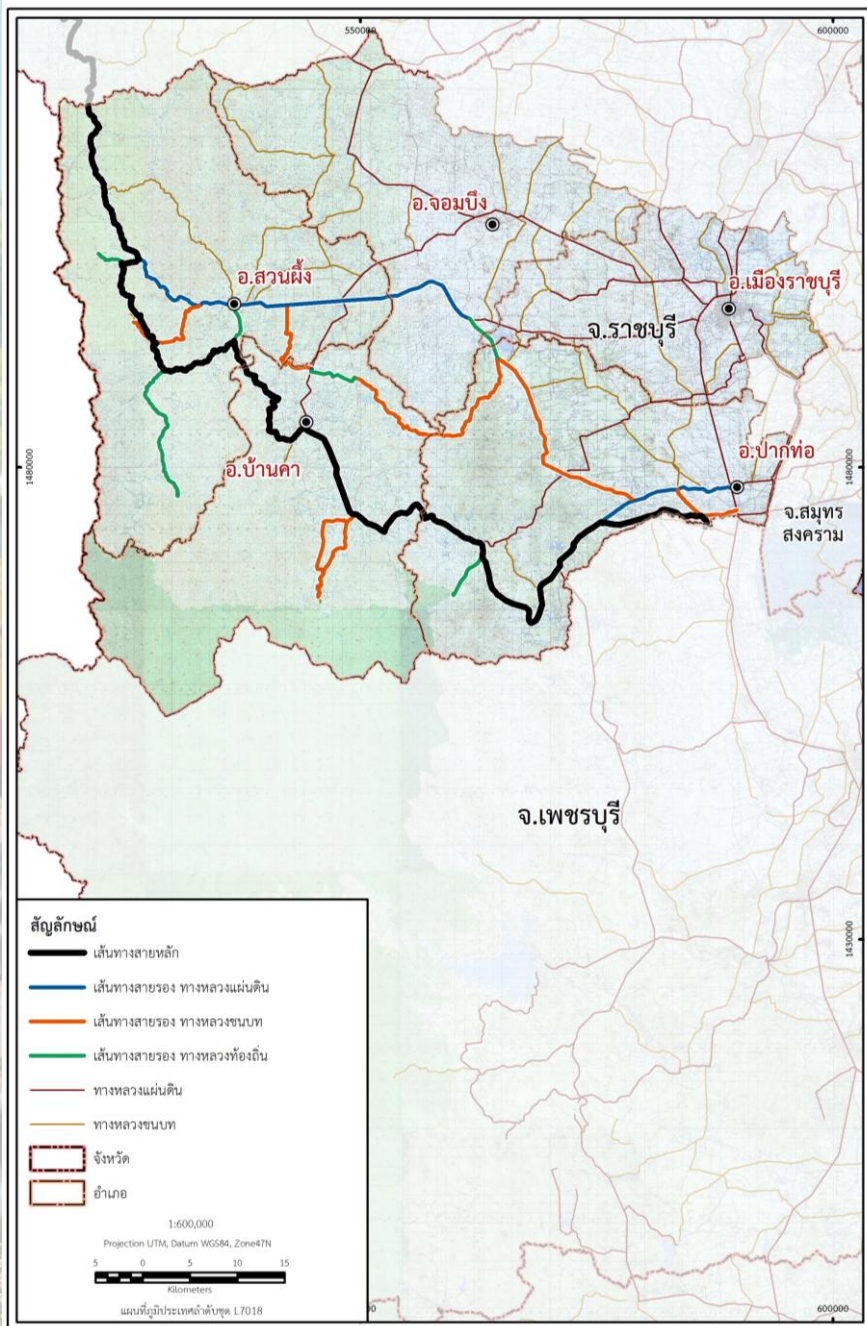 550000
600000
อ.จอมบึง
อ.สวนผึ้ง
อ.เมืองราชบุรี
จ.ราชบุรี
อ.บ้านคา
อ.ปากท่อ
1480000
1480000
จ.สมุทร
สงคราม
จ.เพชรบุรี
1430000
สัญลักษณ์
เส้นทางสายหลัก
เส้นทางสายรอง ทางหลวงแผ่นดิน
เส้นทางสายรอง ทางหลวงชนบท
เส้นทางสายรอง ทางหลวงท้องถิ่น
ทางหลวงแผ่นดิน
ทางหลวงชนบท
จังหวัด
อำเภอ
1:600,000
Projection UTM, Datum WGS84, Zone47N
5 0 5 10 15
Kilometers
แผนที่ภูมิประเทศลำดับชุด L7018
600000